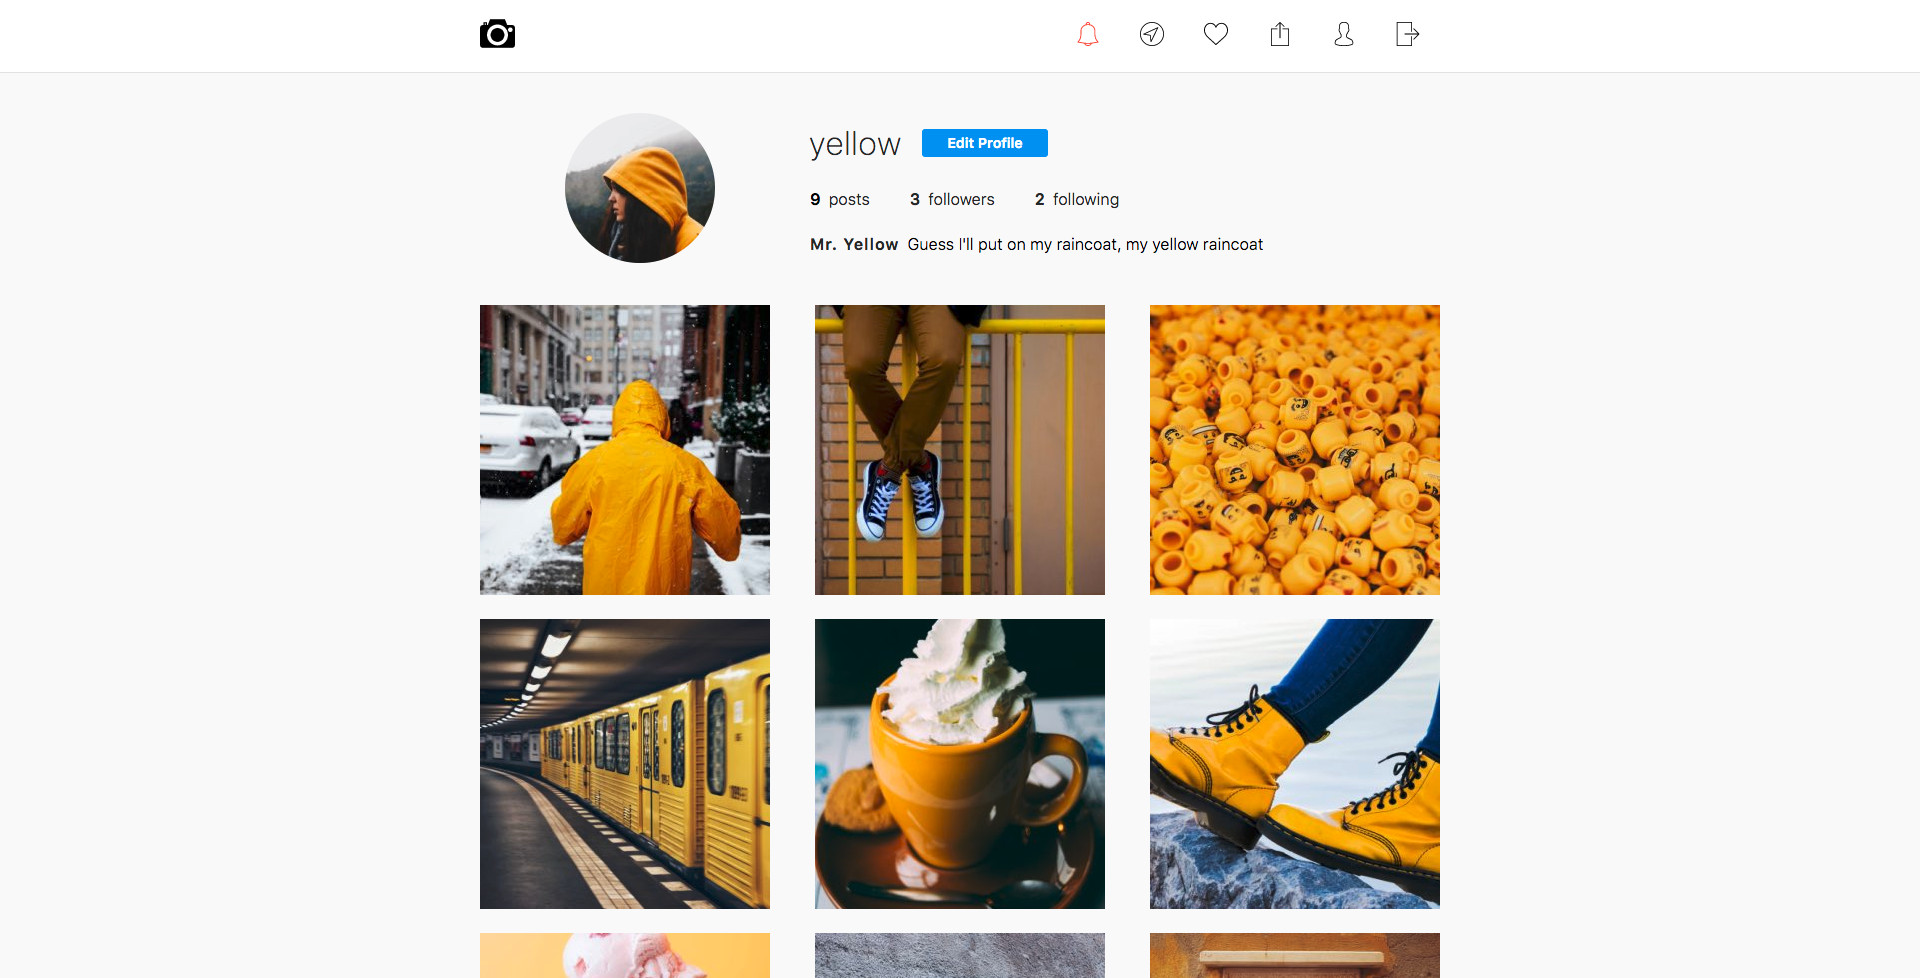 yellow
Edit Profile
9 posts 3 followers 2 following
Mr. Yellow Guess I'll put on my raincoat, my yellow raincoat